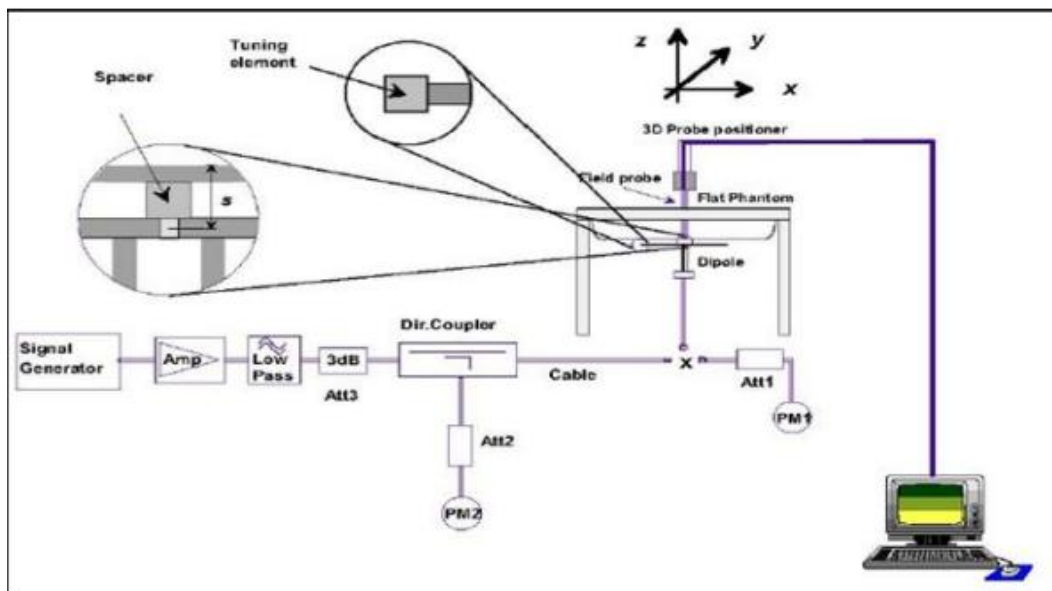 Tuning
element
Spacer
s
z
y
x
3D Probe positioner
Field probe
Flat Phantom
Dipole
Dir.Coupler
Signal
Generator
Amp
Low
Pass
3dB
Att3
Cable
x
Att1
PM1
Att2
PM2